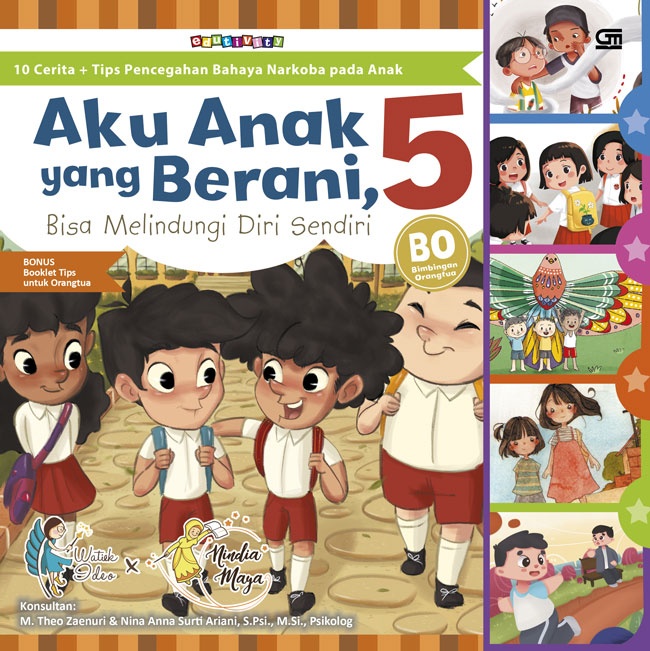 edutivity
GM
10 Cerita + Tips Pencegahan Bahaya Narkoba pada Anak
Aku Anak
yang Berani, 5
Bisa Melindungi Diri Sendiri
BO
Bimbingan
Orangtua
BONUS
Booklet Tips
untuk Orangtua
Watiek
Ideo
×
Nindia
Maya
Konsultan:
M. Theo Zaenuri & Nina Anna Surti Ariani, S.Psi., M.Si., Psikolog